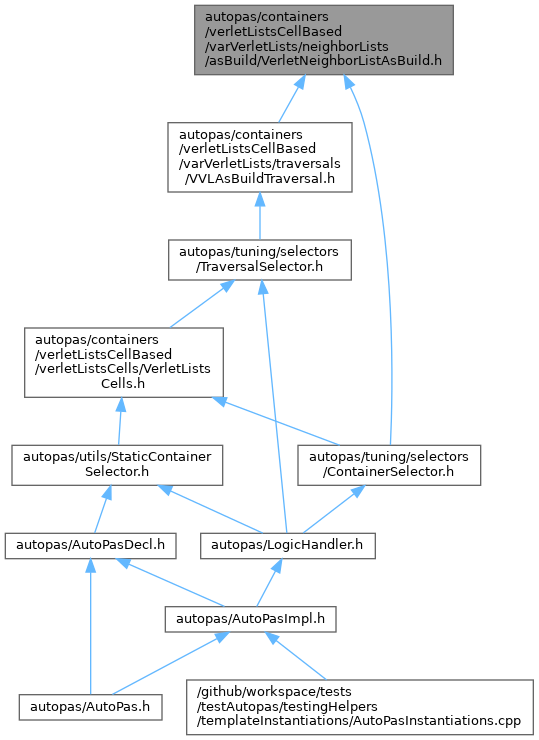 autopas/containers
/verletListsCellBased
/varVerletLists/neighborLists
/asBuild/VerletNeighborListAsBuild.h
autopas/containers
/verletListsCellBased
/varVerletLists/traversals
/VVLAsBuildTraversal.h
autopas/tuning/selectors
/TraversalSelector.h
autopas/containers
/verletListsCellBased
/verletListsCells/VerletLists
Cells.h
autopas/utils/StaticContainer
Selector.h
autopas/tuning/selectors
/ContainerSelector.h
autopas/AutoPasDecl.h
autopas/LogicHandler.h
autopas/AutoPasImpl.h
autopas/AutoPas.h
/github/workspace/tests
/testAutopas/testingHelpers
/templateInstantiations/AutoPasInstantiations.cpp